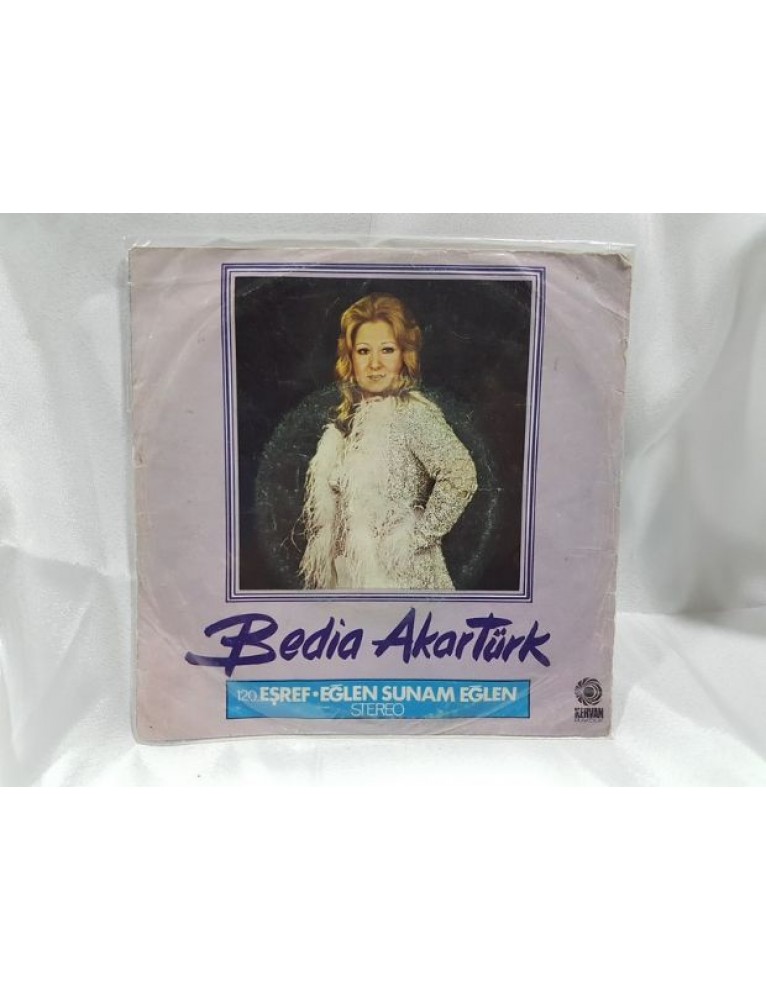 Bedia Akartürk
120. EŞREF • EĞLEN SUNAM EĞLEN
STEREO
KERVAN